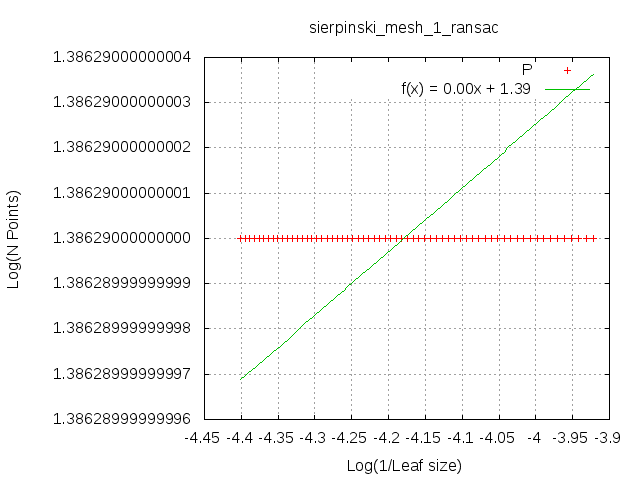 sierpinski_mesh_1_ransac
P
f(x) = 0.00x + 1.39
1.38629000000004
1.38629000000003
1.38629000000002
1.38629000000001
1.38629000000000
1.38628999999999
1.38628999999998
1.38628999999997
1.38628999999996
Log(N Points)
-4.45 -4.4 -4.35 -4.3 -4.25 -4.2 -4.15 -4.1 -4.05 -4 -3.95 -3.9
Log(1/Leaf size)